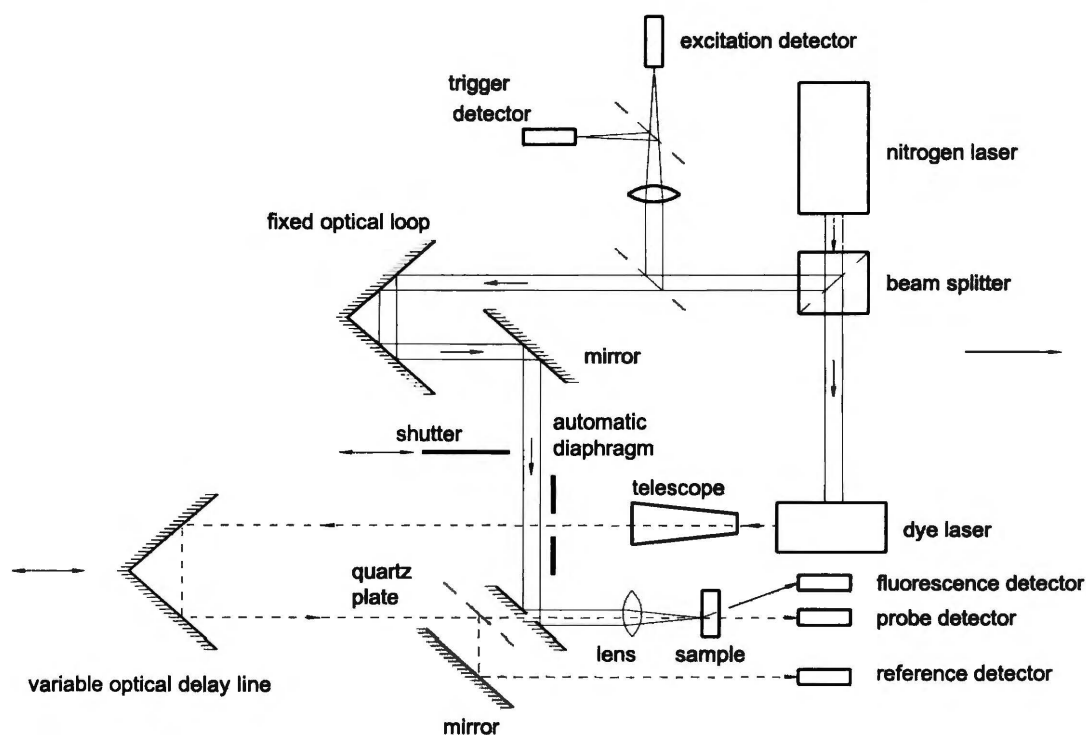 excitation detector
trigger
detector
nitrogen laser
fixed optical loop
beam splitter
mirror
shutter
automatic
diaphragm
telescope
dye laser
quartz
plate
fluorescence detector
probe detector
lens
sample
reference detector
variable optical delay line
mirror